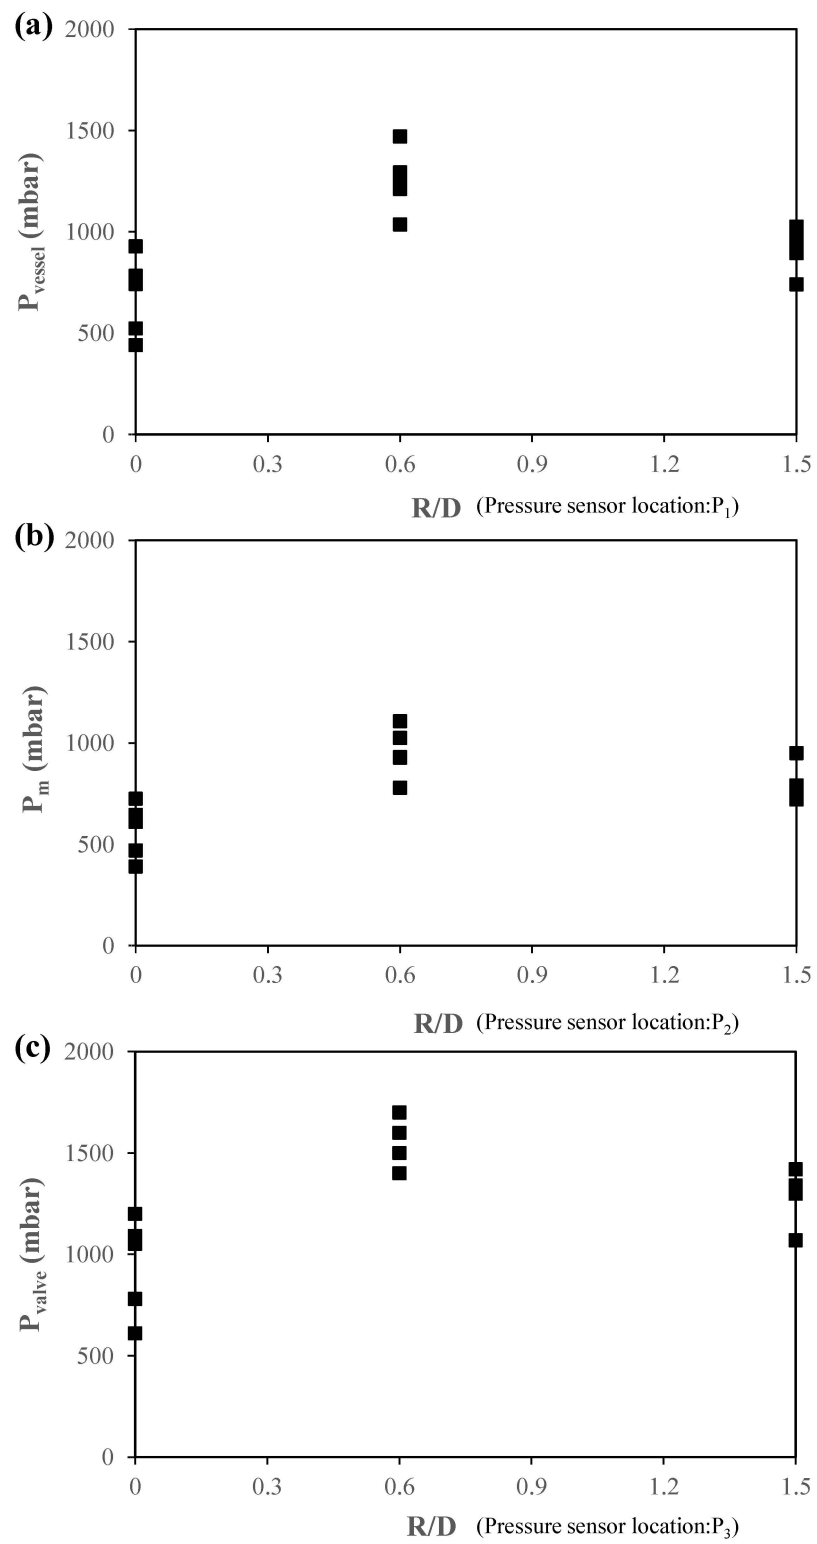 (a)
2000
1500
1000
500
0
P_vessel (mbar)
0 0.3 0.6 0.9 1.2 1.5
R/D (Pressure sensor location:P₁)
(b)
2000
1500
1000
500
0
P_m (mbar)
0 0.3 0.6 0.9 1.2 1.5
R/D (Pressure sensor location:P₂)
(c)
2000
1500
1000
500
0
P_valve (mbar)
0 0.3 0.6 0.9 1.2 1.5
R/D (Pressure sensor location:P₃)